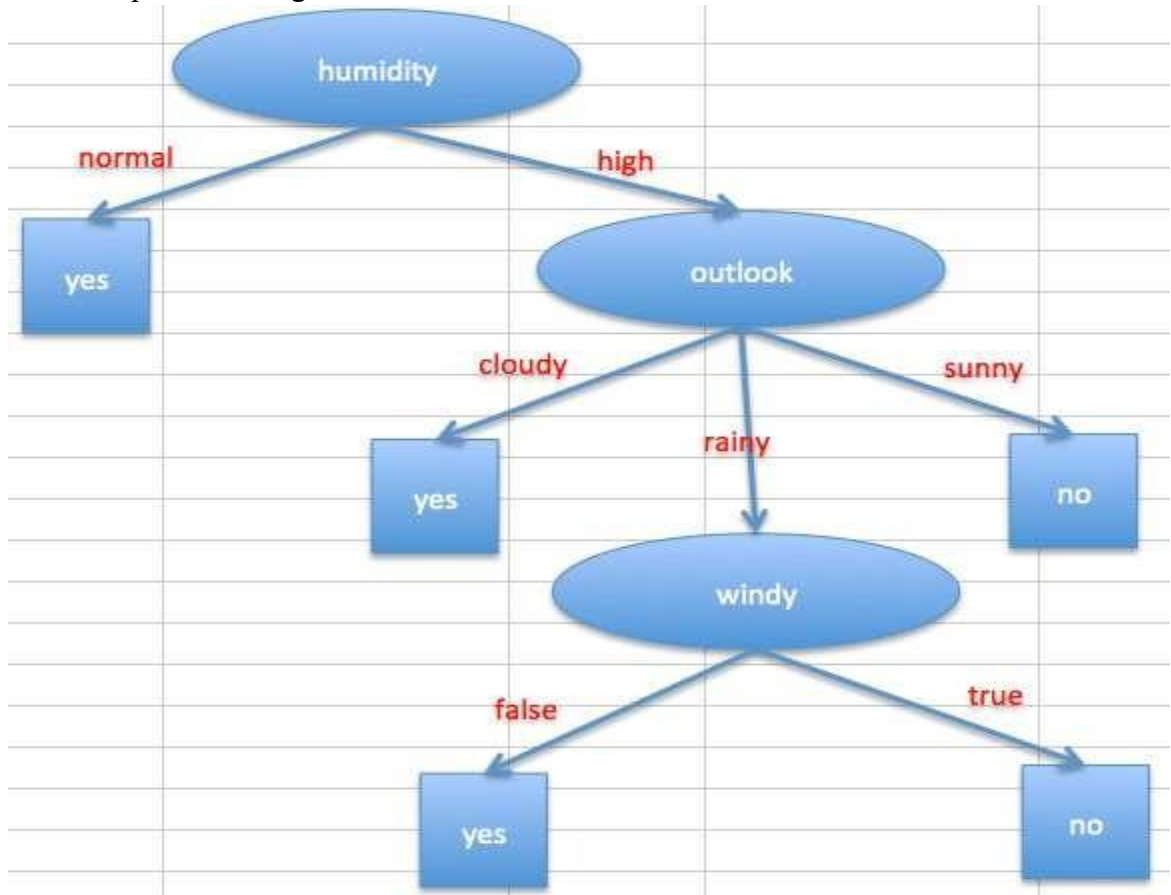 humidity
normal
high
yes
outlook
cloudy
sunny
rainy
yes
no
windy
false
true
yes
no